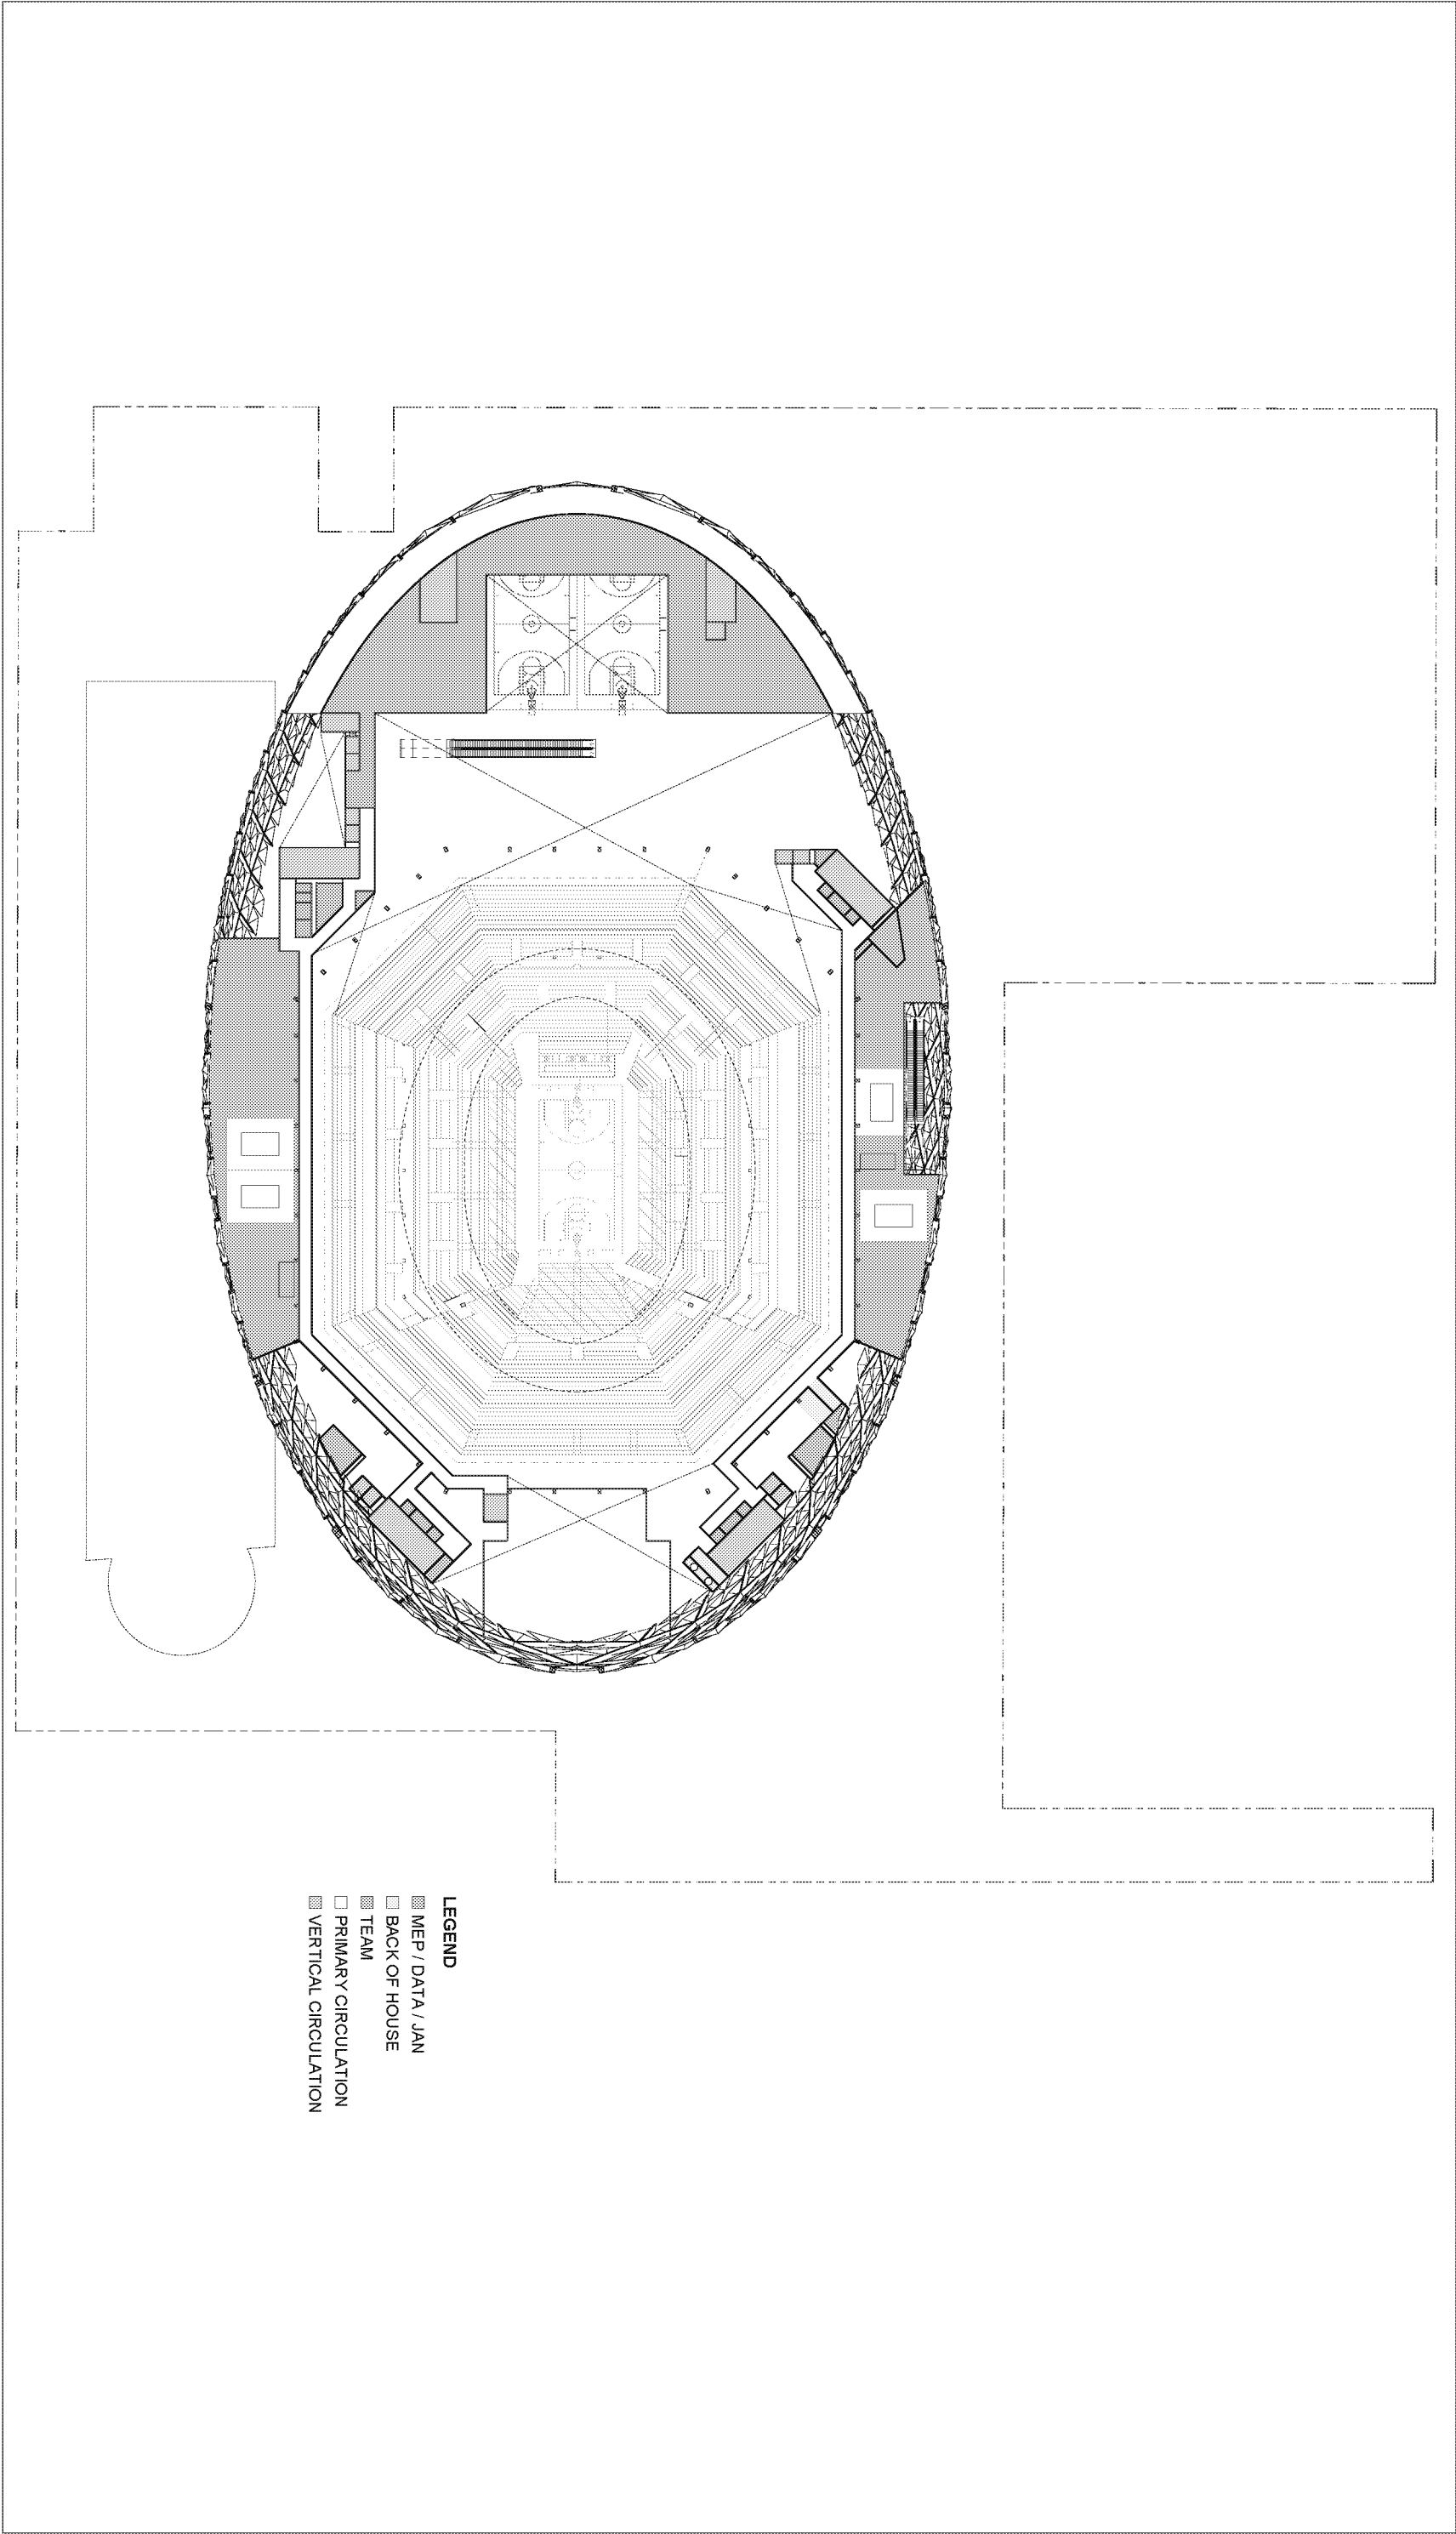 LEGEND
MEP / DATA / JAN
BACK OF HOUSE
TEAM
PRIMARY CIRCULATION
VERTICAL CIRCULATION